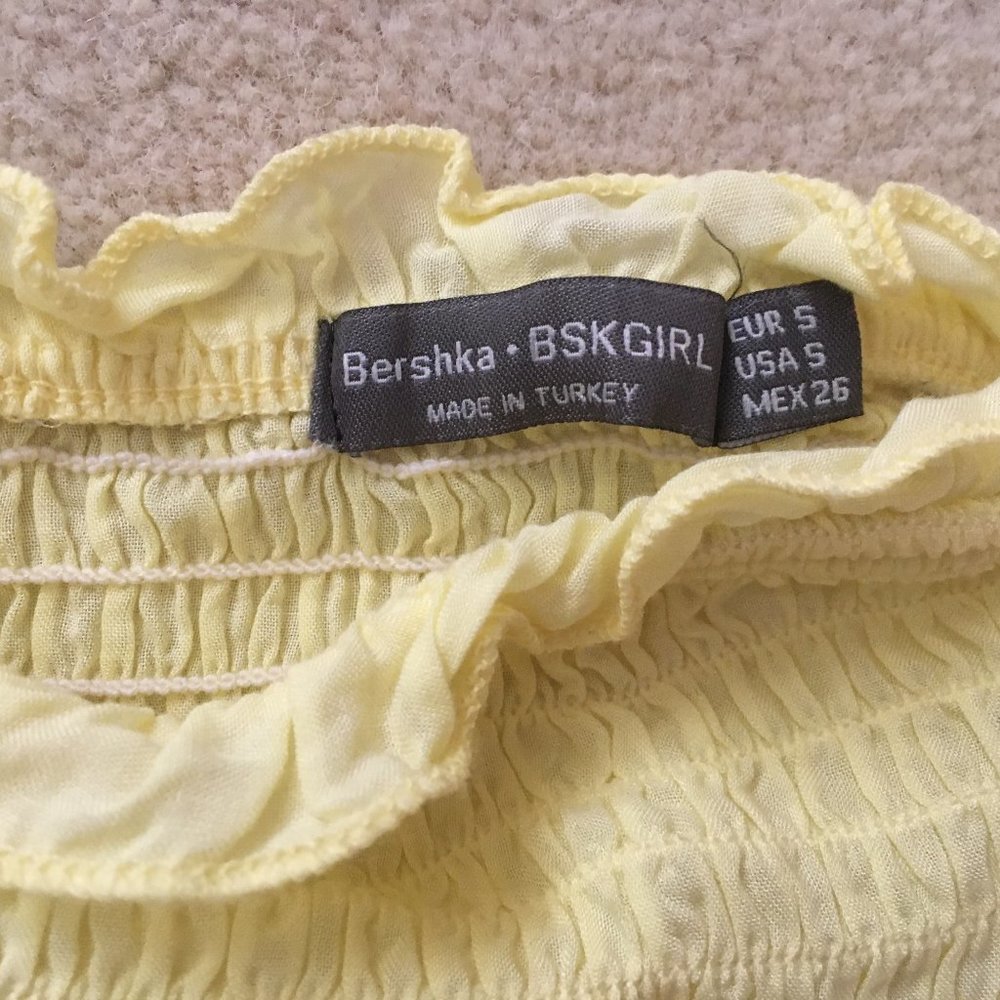 Bershka • BSKGIRL
MADE IN TURKEY
EUR S
USA S
MEX 26